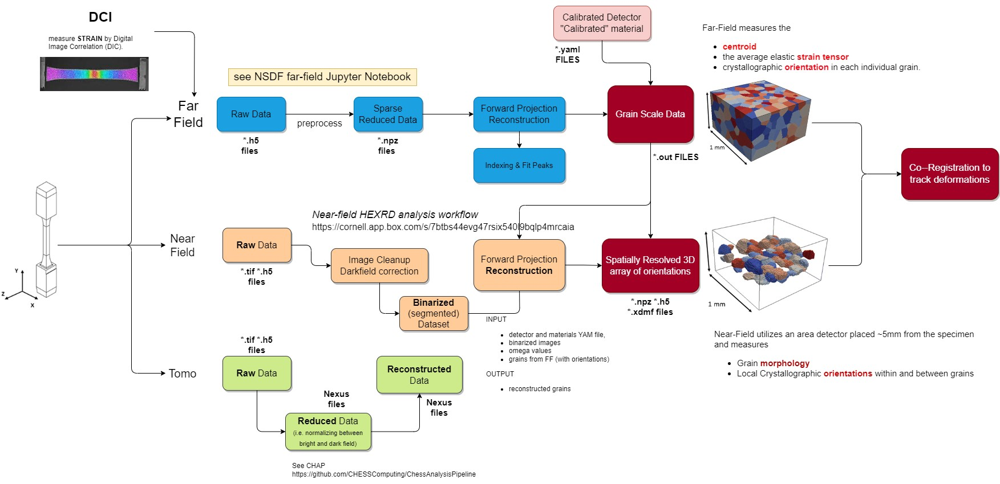 DCI
measure STRAIN by Digital
Image Correlation (DIC).
Calibrated Detector
"Calibrated" material
*.yaml
FILES
Far-Field measures the
• centroid
• the average elastic strain tensor
• crystallographic orientation in each individual grain.
see NSDF far-field Jupyter Notebook
Far
Field
Raw Data
preprocess
Sparse
Reduced Data
Forward Projection
Reconstruction
Grain Scale Data
*.h5
files
*.npz
files
Indexing & Fit Peaks
*.out FILES
1 mm
Co--Registration to
track deformations
Near-field HEXRD analysis workflow
https://cornell.app.box.com/s/7btbs44evg47rsix540l9bqlp4mrcaia
Near
Field
Raw Data
*.tif *.h5
files
Image Cleanup
Darkfield correction
Binarized
(segmented)
Dataset
Forward Projection
Reconstruction
Spatially Resolved 3D
array of orientations
*.npz *.h5
*.xdmf files
1 mm
Y
Z
X
INPUT
• detector and materials YAM file,
• binarized images
• omega values
• grains from FF (with orientations)
OUTPUT
• reconstructed grains
Near-Field utilizes an area detector placed ~5mm from the specimen
and measures
• Grain morphology
• Local Crystallographic orientations within and between grains
*.tif *.h5
files
Tomo
Raw Data
Reconstructed
Data
Nexus
files
Nexus
files
Reduced Data
(i.e. normalizing between
bright and dark field)
See CHAP
https://github.com/CHESSComputing/ChessAnalysisPipeline